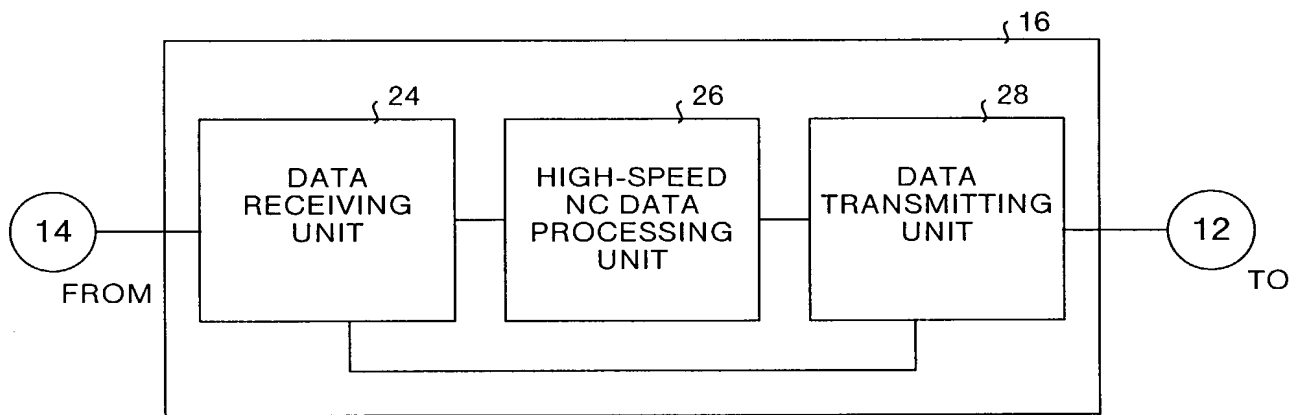 16
24
26
28
DATA
RECEIVING
UNIT
HIGH-SPEED
NC DATA
PROCESSING
UNIT
DATA
TRANSMITTING
UNIT
14
FROM
12
TO